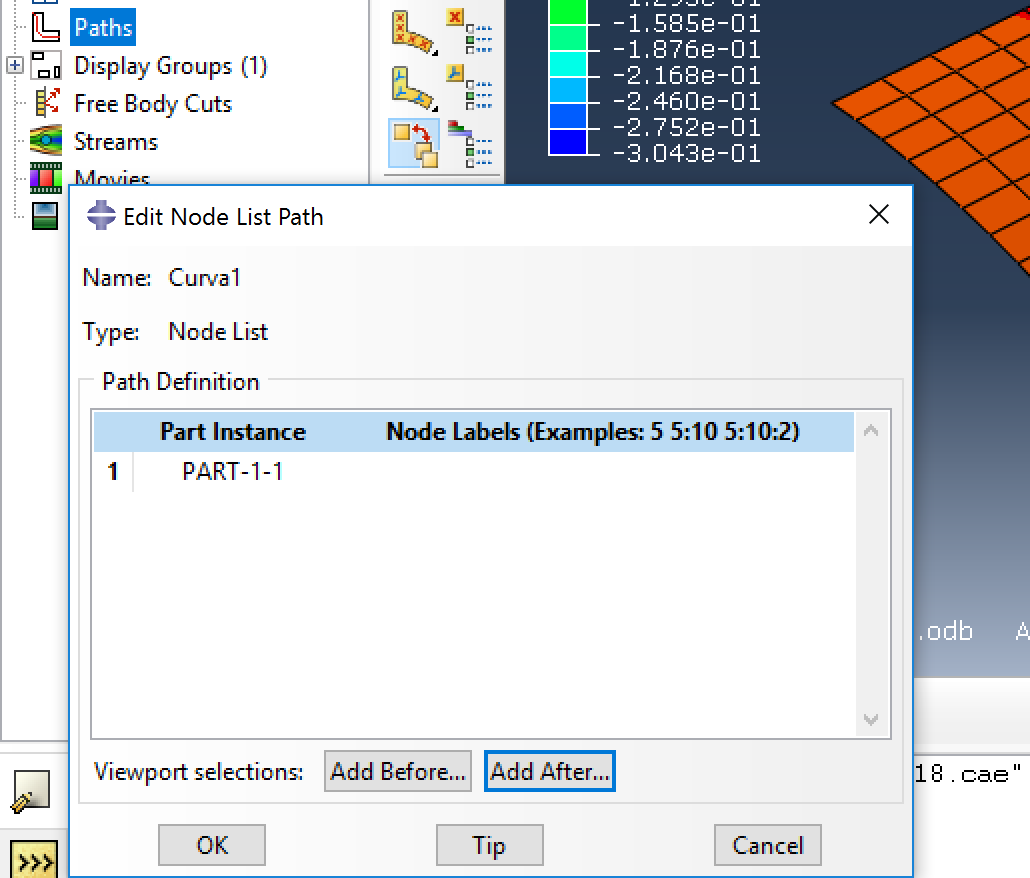 Paths
Display Groups (1)
Free Body Cuts
Streams
Movies
-1.293e-01
-1.585e-01
-1.876e-01
-2.168e-01
-2.460e-01
-2.752e-01
-3.043e-01
Edit Node List Path
Name: Curva1
Type: Node List
Path Definition
Part Instance Node Labels (Examples: 5 5:10 5:10:2)
1 PART-1-1
.odb A
Viewport selections: Add Before... Add After...
18.cae"
OK Tip Cancel
>>>